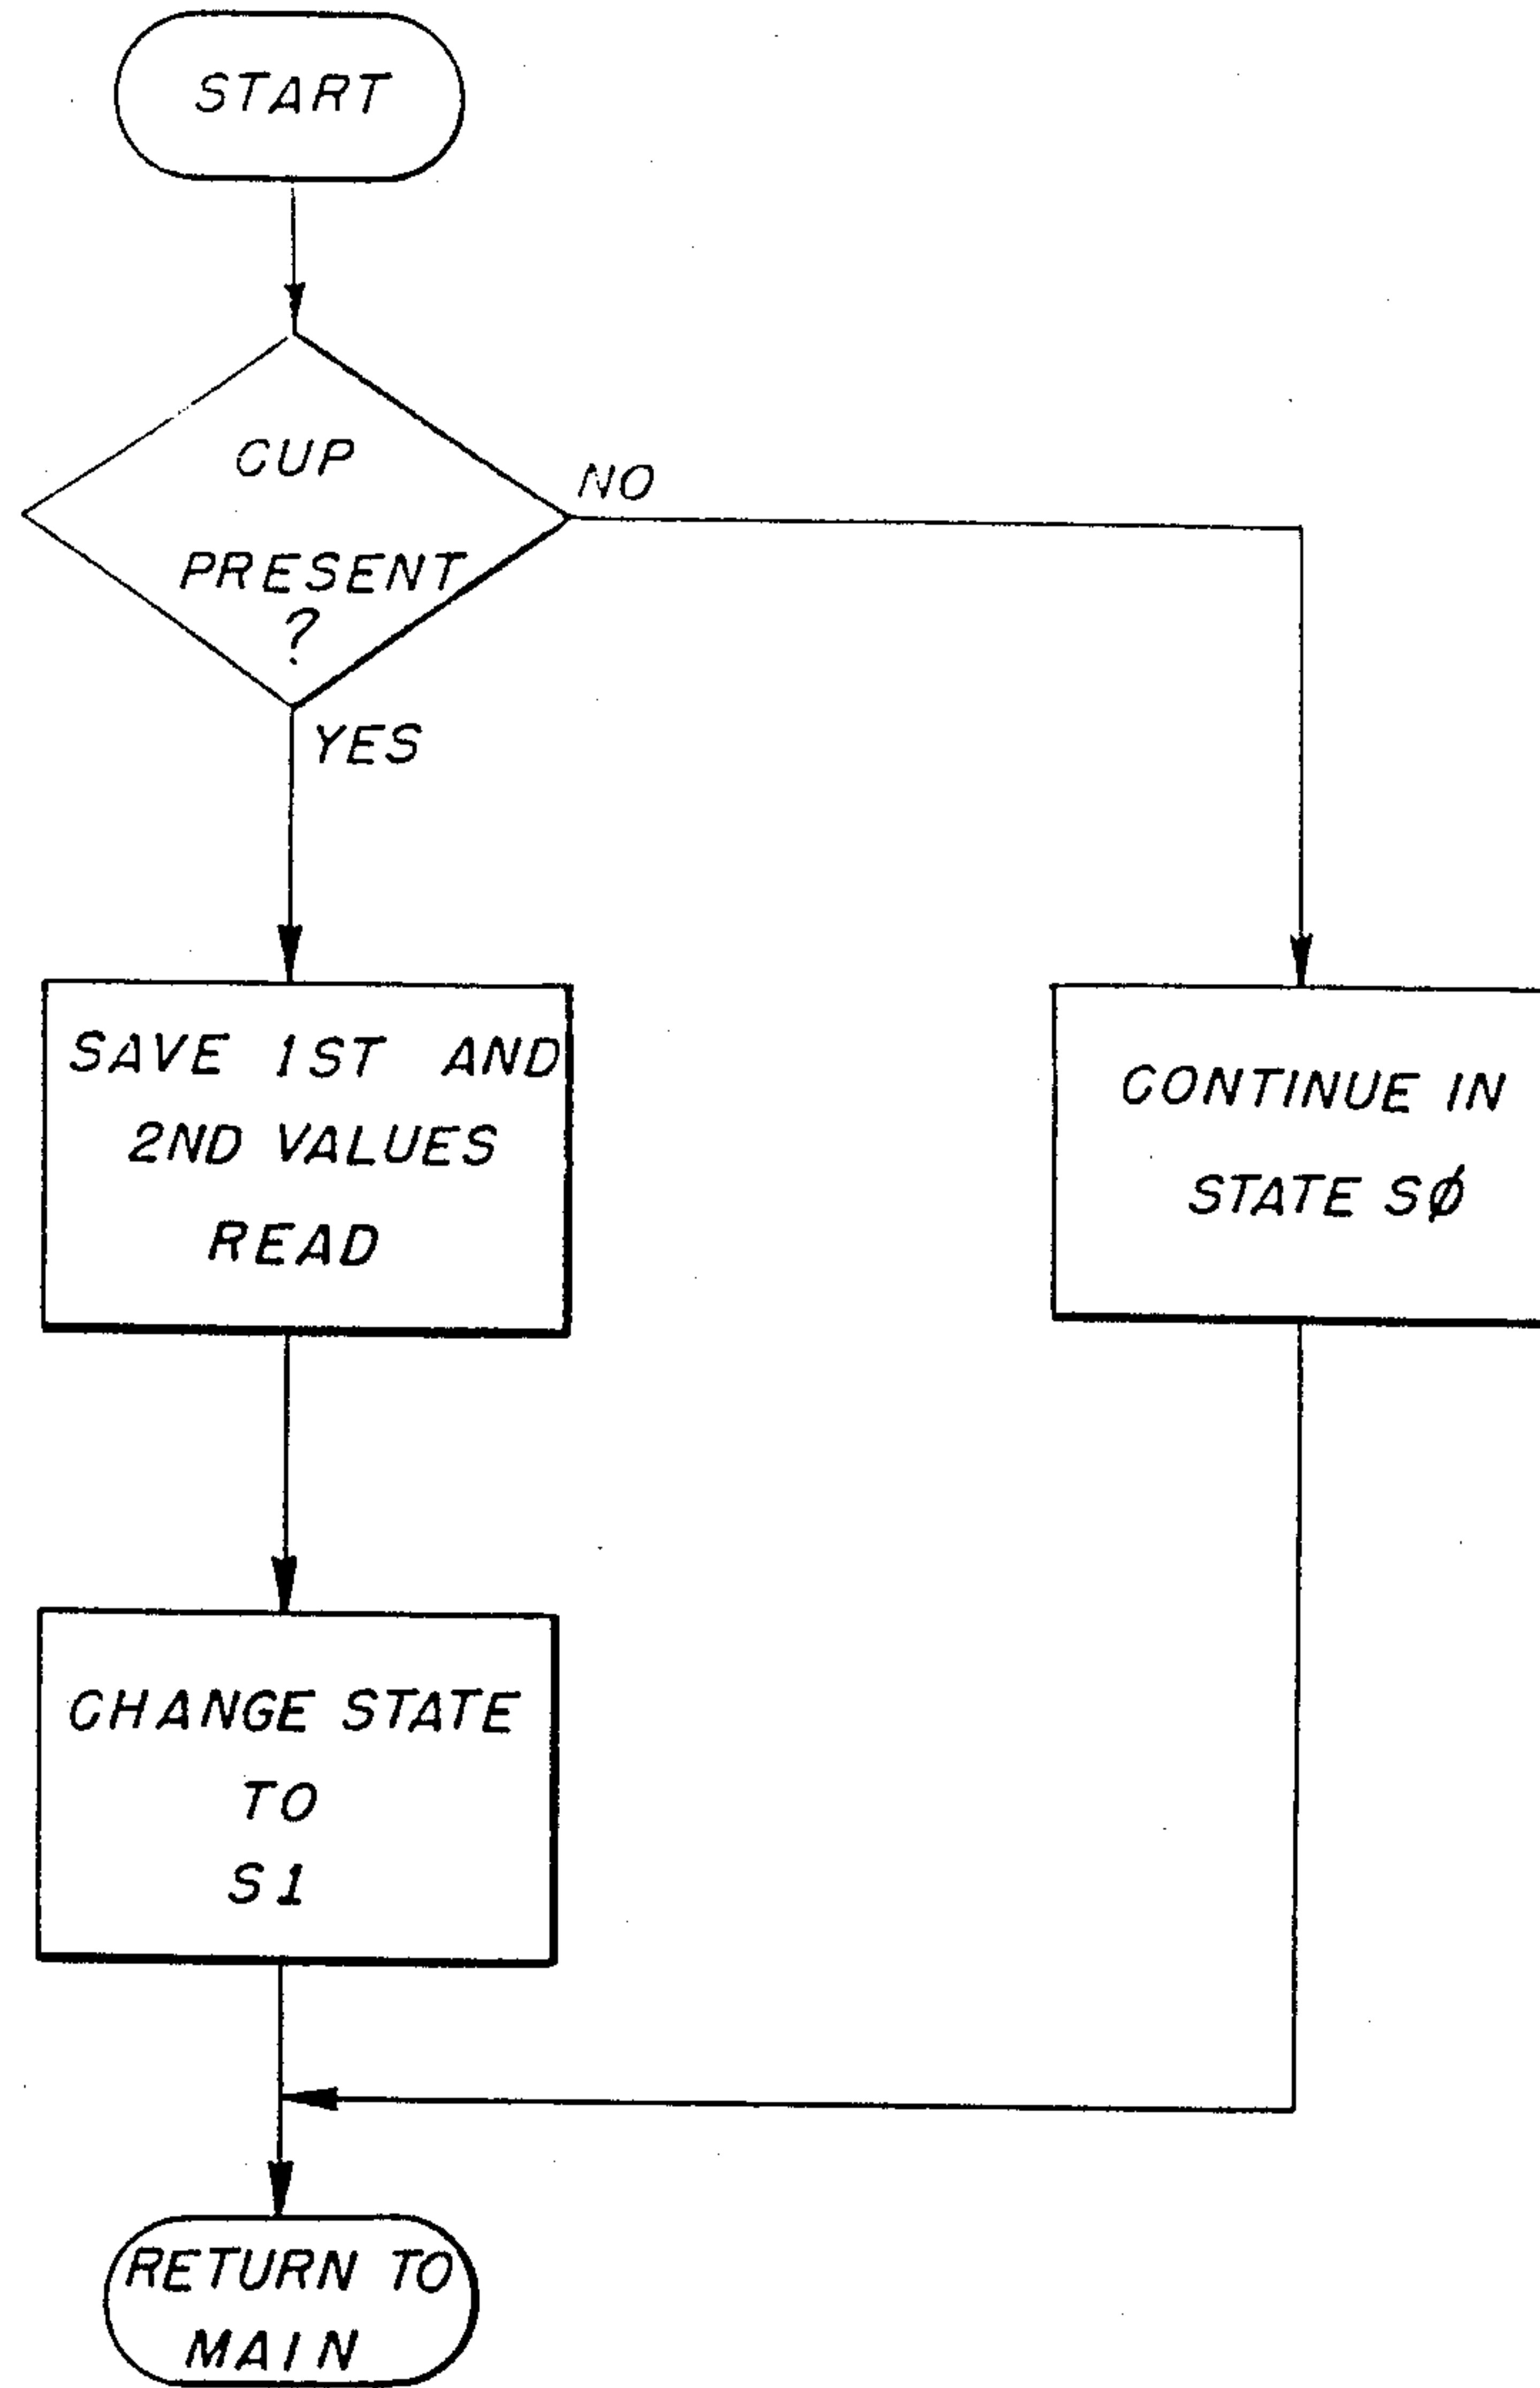 START
CUP
PRESENT
?
NO
YES
SAVE 1ST AND
2ND VALUES
READ
CONTINUE IN
STATE SØ
CHANGE STATE
TO
S1
RETURN TO
MAIN